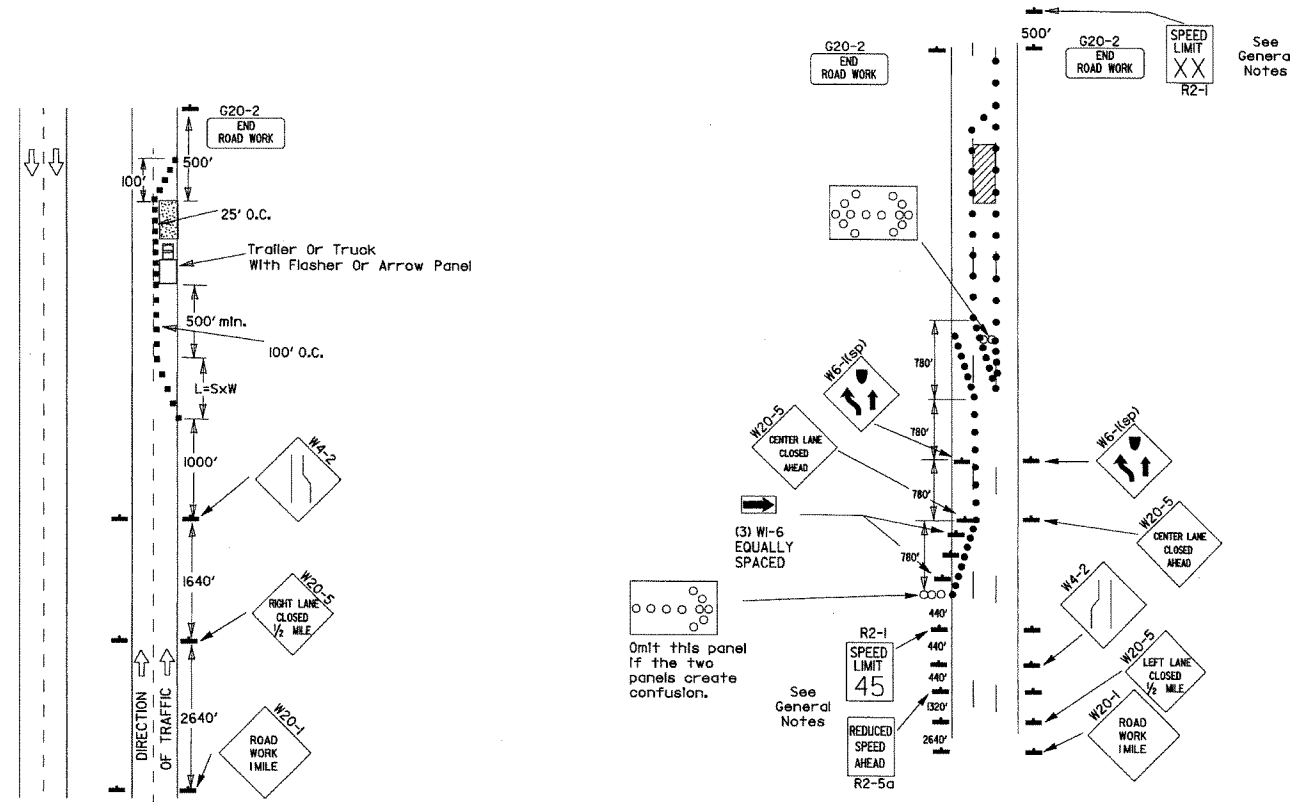 G20-2
END
ROAD WORK
500'
100'
25' O.C.
Trailer Or Truck
With Flasher Or Arrow Panel
500' min.
100' O.C.
L=SxW
1000'
W4-2
1640'
W20-5
RIGHT LANE
CLOSED
1/2 MILE
2640'
DIRECTION
OF TRAFFIC
W20-1
ROAD
WORK
1 MILE
500'
SPEED
LIMIT
XX
R2-1
See
General
Notes
G20-2
END
ROAD WORK
G20-2
END
ROAD WORK
780'
W6-1(sp)
780'
W20-5
CENTER LANE
CLOSED
AHEAD
W6-1(sp)
780'
(3) W1-6
EQUALLY
SPACED
W20-5
CENTER LANE
CLOSED
AHEAD
780'
Omit this panel
if the two
panels create
confusion.
440'
R2-1
SPEED
LIMIT
45
440'
W4-2
440'
See
General
Notes
1320'
W20-5
LEFT LANE
CLOSED
1/2 MILE
REDUCED
SPEED
AHEAD
R2-5a
2640'
W20-1
ROAD
WORK
1 MILE